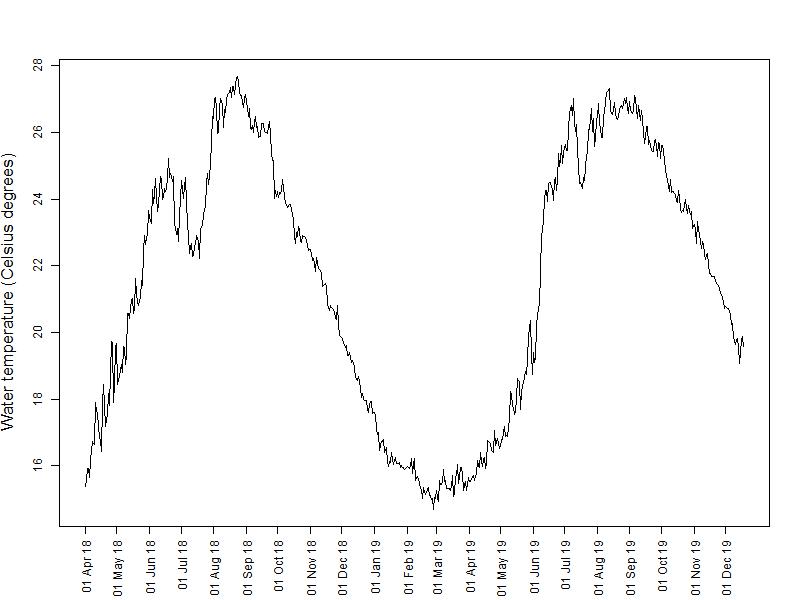 Water temperature (Celsius degrees)
28
26
24
22
20
18
16
01 Apr 18
01 May 18
01 Jun 18
01 Jul 18
01 Aug 18
01 Sep 18
01 Oct 18
01 Nov 18
01 Dec 18
01 Jan 19
01 Feb 19
01 Mar 19
01 Apr 19
01 May 19
01 Jun 19
01 Jul 19
01 Aug 19
01 Sep 19
01 Oct 19
01 Nov 19
01 Dec 19